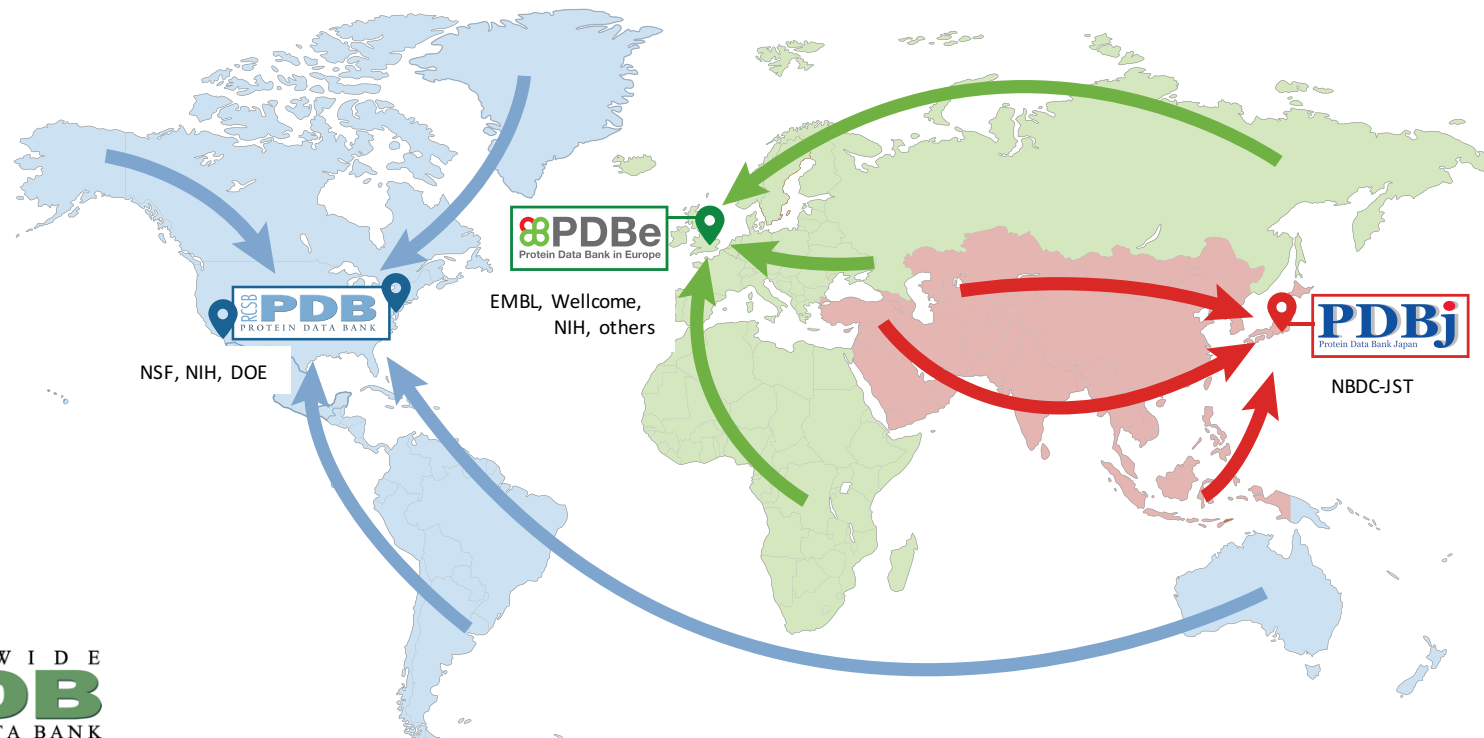 PDBe
Protein Data Bank in Europe
EMBL, Wellcome,
NIH, others
RCSB
PDB
PROTEIN DATA BANK
NSF, NIH, DOE
PDBj
Protein Data Bank Japan
NBDC-JST
WIDE
DB
TA BANK